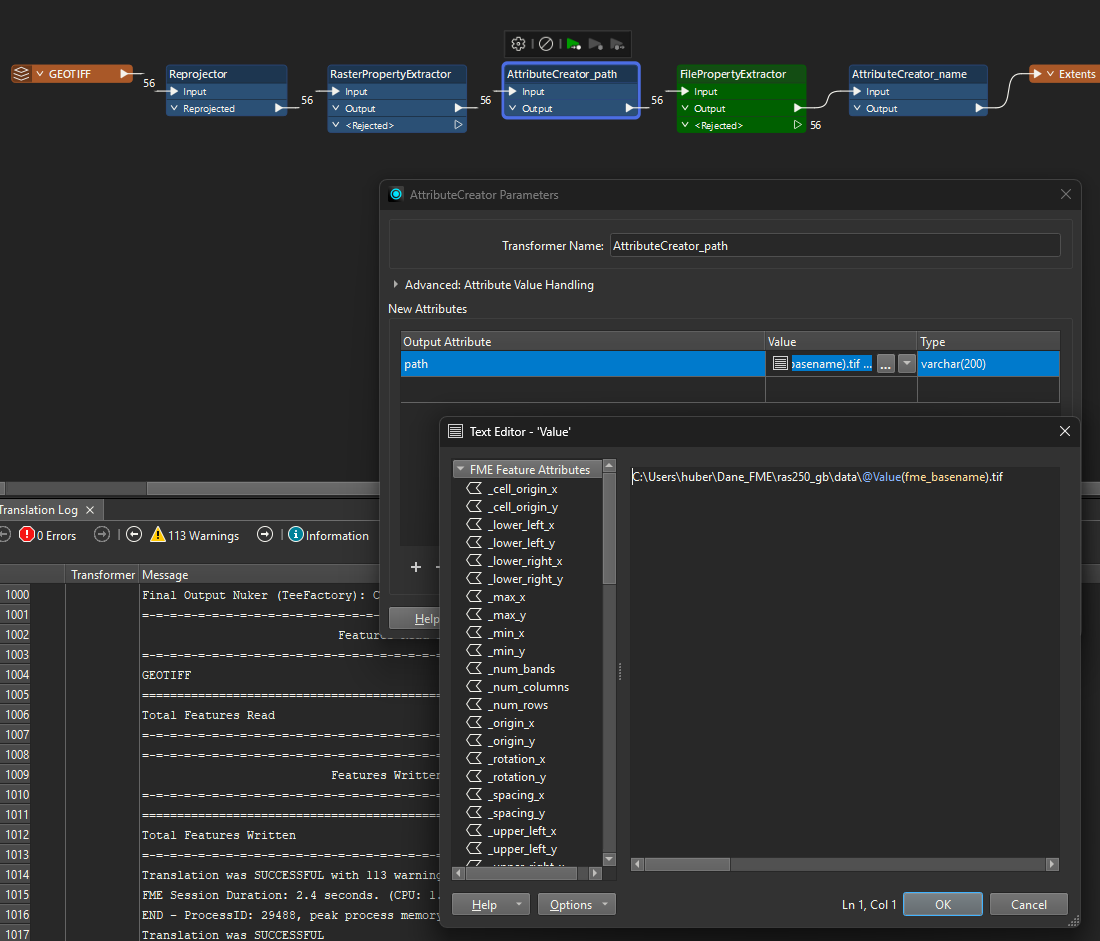 GEOTIFF
56
Reprojector
Input
Reprojected
56
RasterPropertyExtractor
Input
Output
<Rejected>
56
AttributeCreator_path
Input
Output
56
FilePropertyExtractor
Input
Output
<Rejected>
56
AttributeCreator_name
Input
Output
Extents
AttributeCreator Parameters
Transformer Name: AttributeCreator_path
Advanced: Attribute Value Handling
New Attributes
Output Attribute Value Type
path basename).tif ... ... varchar(200)
Help
Text Editor - 'Value'
FME Feature Attributes
_cell_origin_x
_cell_origin_y
_lower_left_x
_lower_left_y
_lower_right_x
_lower_right_y
_max_x
_max_y
_min_x
_min_y
_num_bands
_num_columns
_num_rows
_origin_x
_origin_y
_rotation_x
_rotation_y
_spacing_x
_spacing_y
_upper_left_x
_upper_left_y
C:\Users\huber\Dane_FME\ras250_gb\data\@Value(fme_basename).tif
Help Options Ln 1, Col 1 OK Cancel
Translation Log
0 Errors 113 Warnings Information
Transformer Message
1000 Final Output Nuker (TeeFactory): C
1001 =-=-=-=-=-=-=-=-=-=-=-=-=-=-=-=-=-=-=-=-
1002 Features Read
1003 =-=-=-=-=-=-=-=-=-=-=-=-=-=-=-=-=-=-=-=-
1004 GEOTIFF
1005 ========================================
1006 Total Features Read
1007 =-=-=-=-=-=-=-=-=-=-=-=-=-=-=-=-=-=-=-=-
1008 =-=-=-=-=-=-=-=-=-=-=-=-=-=-=-=-=-=-=-=-
1009 Features Written
1010 =-=-=-=-=-=-=-=-=-=-=-=-=-=-=-=-=-=-=-=-
1011 ========================================
1012 Total Features Written
1013 =-=-=-=-=-=-=-=-=-=-=-=-=-=-=-=-=-=-=-=-
1014 Translation was SUCCESSFUL with 113 warning
1015 FME Session Duration: 2.4 seconds. (CPU: 1.
1016 END - ProcessID: 29488, peak process memory
1017 Translation was SUCCESSFUL